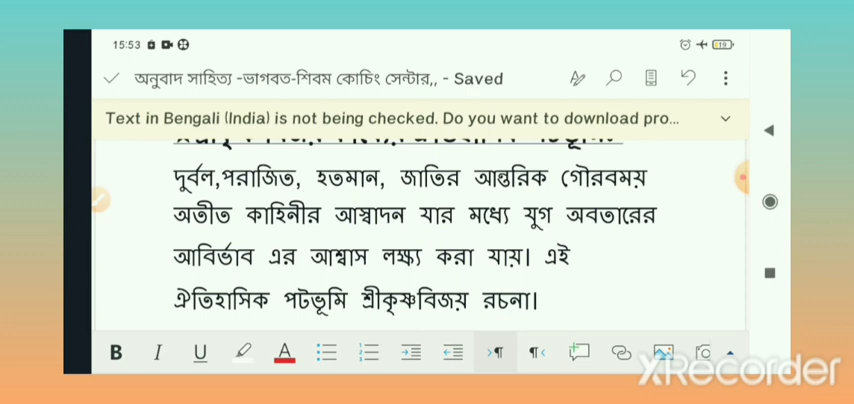 15:53
19
অনুবাদ সাহিত্য -ভাগবত-শিবম কোচিং সেন্টার,, - Saved
Text in Bengali (India) is not being checked. Do you want to download pro...
দুর্বল,পরাজিত, হতমান, জাতির আন্তরিক গৌরবময়
অতীত কাহিনীর আস্বাদন যার মধ্যে যুগ অবতারের
আবির্ভাব এর আশ্বাস লক্ষ্য করা যায়। এই
ঐতিহাসিক পটভূমি শ্রীকৃষ্ণবিজয় রচনা।
B I U A
XRecorder